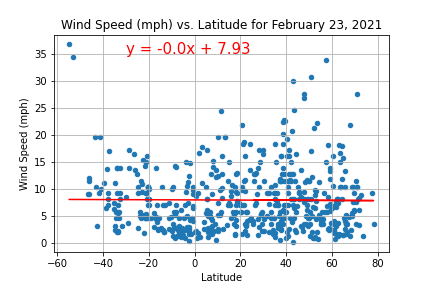 Wind Speed (mph) vs. Latitude for February 23, 2021
y = -0.0x + 7.93
35
30
25
20
15
10
5
0
Wind Speed (mph)
−60 −40 −20 0 20 40 60 80
Latitude